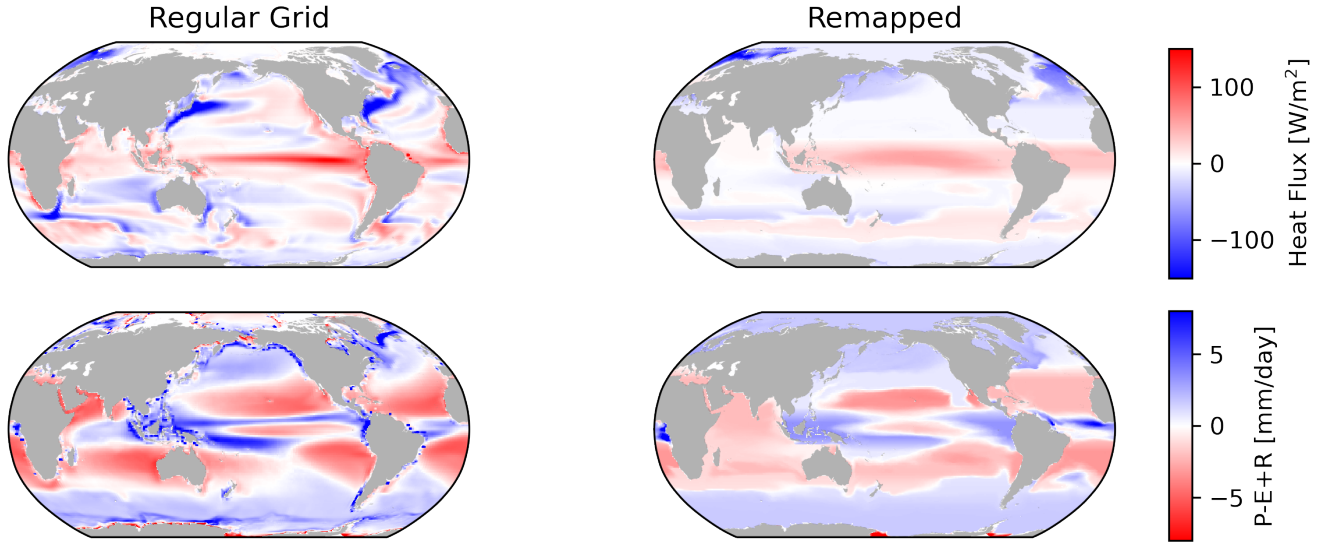 Regular Grid
Remapped
100
0
−100
Heat Flux [W/m²]
5
0
−5
P-E+R [mm/day]